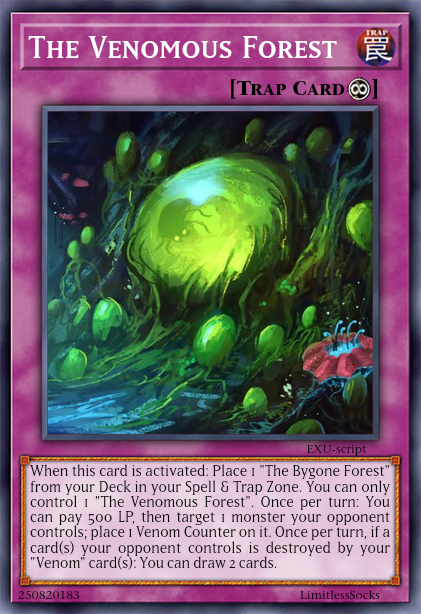 The Venomous Forest
TRAP
罠
[Trap Card]
EXU-script
When this card is activated: Place 1 "The Bygone Forest"
from your Deck in your Spell & Trap Zone. You can only
control 1 "The Venomous Forest". Once per turn: You
can pay 500 LP, then target 1 monster your opponent
controls; place 1 Venom Counter on it. Once per turn, if a
card(s) your opponent controls is destroyed by your
"Venom" card(s): You can draw 2 cards.
250820183
LimitlessSocks